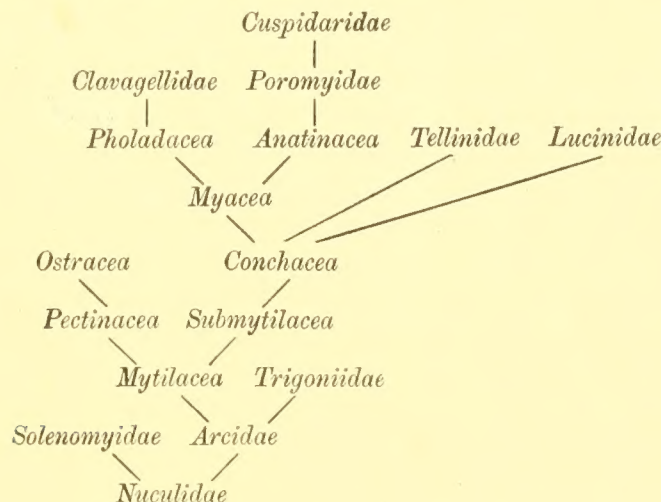 Cuspidaridae
Clavagellidae Poromyidae
Pholadacea Anatinacea Tellinidae Lucinidae
Myacea
Ostracea Conchacea
Pectinacea Submytilacea
Mytilacea Trigoniidae
Solenomyidae Arcidae
Nuculidae